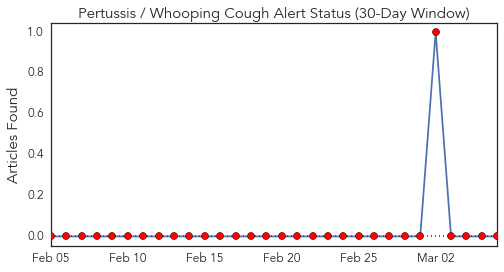 Pertussis / Whooping Cough Alert Status (30-Day Window)
Articles Found
1.0
0.8
0.6
0.4
0.2
0.0
Feb 05 Feb 10 Feb 15 Feb 20 Feb 25 Mar 02